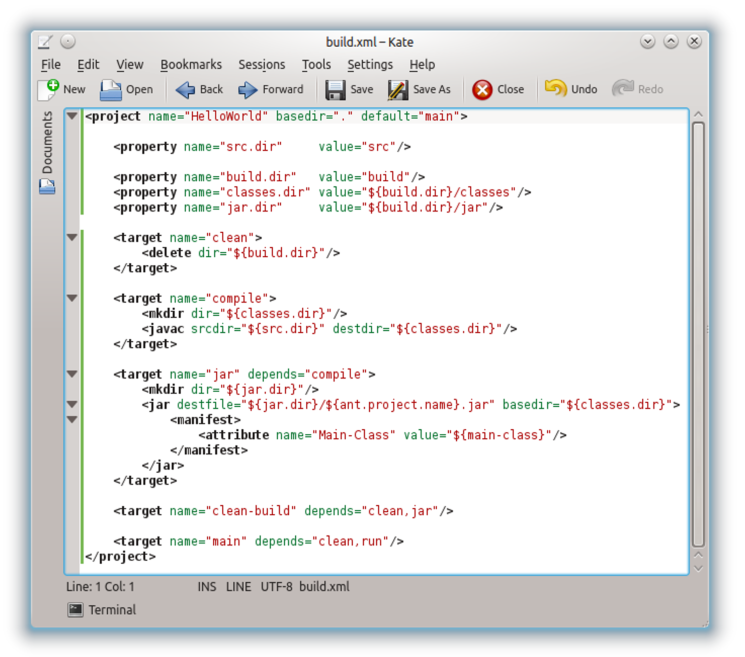 build.xml – Kate
File Edit View Bookmarks Sessions Tools Settings Help
New Open Back Forward Save Save As Close Undo Redo
Documents
<project name="HelloWorld" basedir="." default="main">
    <property name="src.dir"     value="src"/>
    <property name="build.dir"   value="build"/>
    <property name="classes.dir" value="${build.dir}/classes"/>
    <property name="jar.dir"     value="${build.dir}/jar"/>
    <target name="clean">
        <delete dir="${build.dir}"/>
    </target>
    <target name="compile">
        <mkdir dir="${classes.dir}"/>
        <javac srcdir="${src.dir}" destdir="${classes.dir}"/>
    </target>
    <target name="jar" depends="compile">
        <mkdir dir="${jar.dir}"/>
        <jar destfile="${jar.dir}/${ant.project.name}.jar" basedir="${classes.dir}">
            <manifest>
                <attribute name="Main-Class" value="${main-class}"/>
            </manifest>
        </jar>
    </target>
    <target name="clean-build" depends="clean,jar"/>
    <target name="main" depends="clean,run"/>
</project>
Line: 1 Col: 1 INS LINE UTF-8 build.xml
Terminal